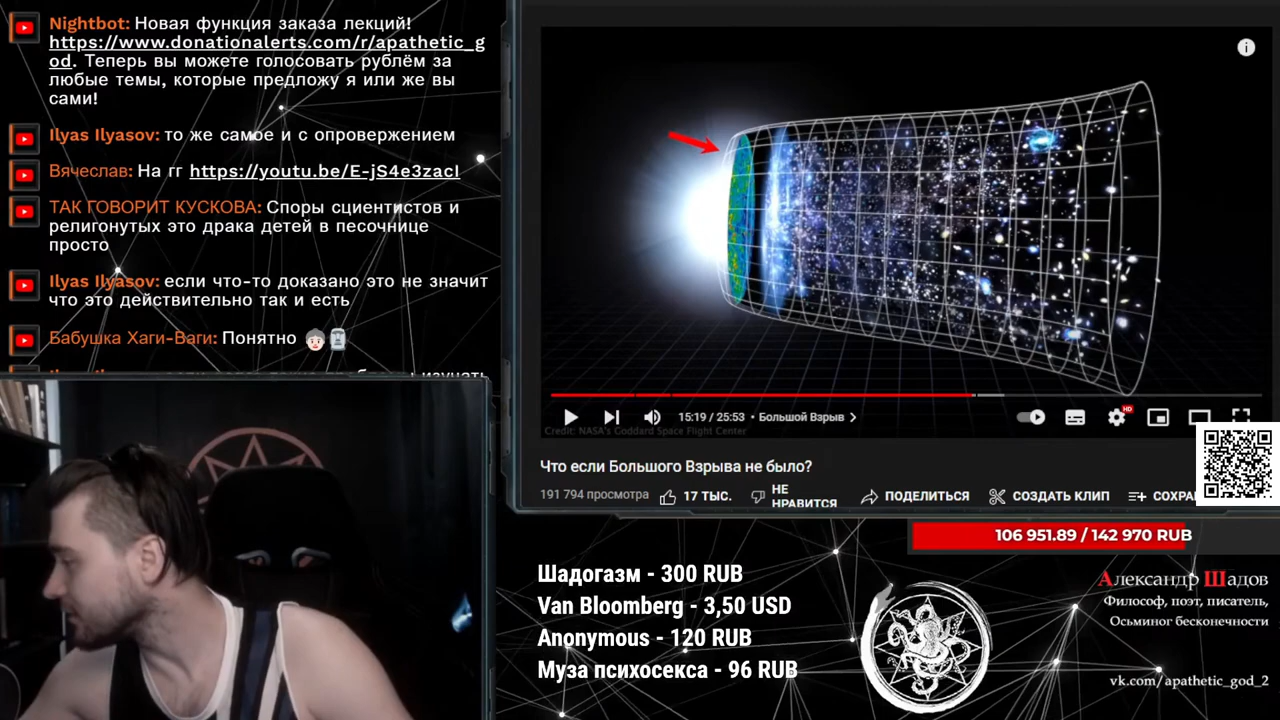 Nightbot: Новая функция заказа лекций!
https://www.donationalerts.com/r/apathetic_g
od. Теперь вы можете голосовать рублём за
любые темы, которые предложу я или же вы
сами!
Ilyas Ilyasov: то же самое и с опровержением
Вячеслав: На гг https://youtu.be/E-jS4e3zacI
ТАК ГОВОРИТ КУСКОВА: Споры сциентистов и
религонутых это драка детей в песочнице
просто
Ilyas Ilyasov: если что-то доказано это не значит
что это действительно так и есть
Бабушка Хаги-Ваги: Понятно
15:19 / 25:53 • Большой Взрыв
HD
Credit: NASA's Goddard Space Flight Center
Что если Большого Взрыва не было?
191 794 просмотра
17 ТЫС.
НЕ
НРАВИТСЯ
ПОДЕЛИТЬСЯ
СОЗДАТЬ КЛИП
СОХРА
106 951.89 / 142 970 RUB
Шадогазм - 300 RUB
Van Bloomberg - 3,50 USD
Anonymous - 120 RUB
Муза психосекса - 96 RUB
Александр Шадов
Философ, поэт, писатель,
Осьминог бесконечности
vk.com/apathetic_god_2